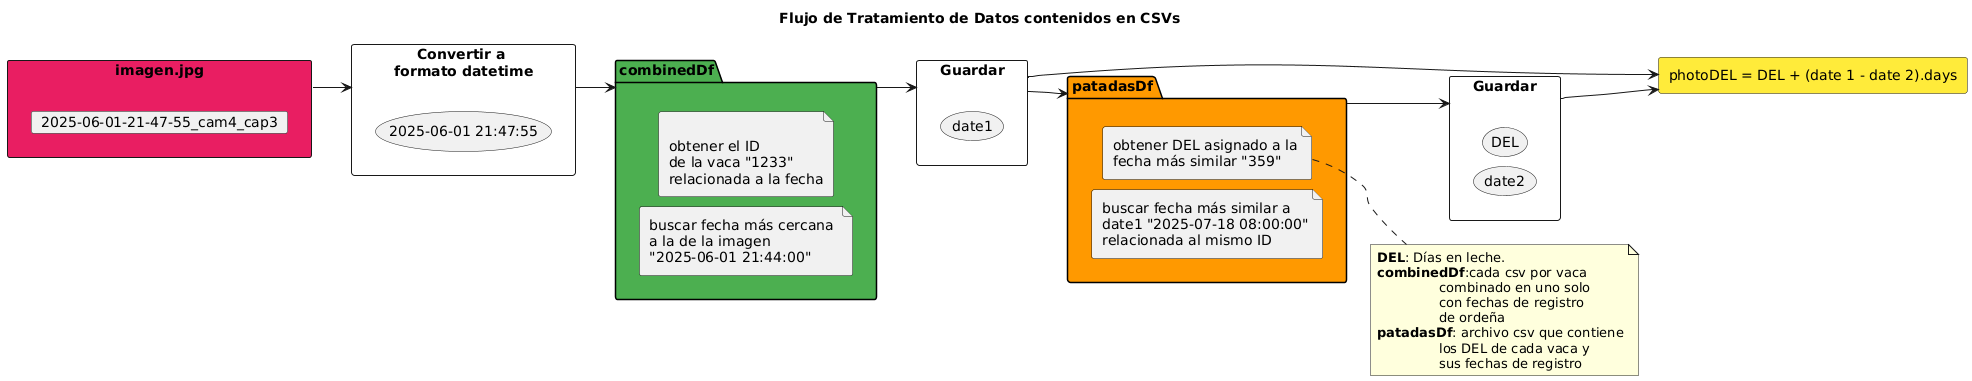 Flujo de Tratamiento de Datos contenidos en CSVs
imagen.jpg
2025-06-01-21-47-55_cam4_cap3
Convertir a
formato datetime
2025-06-01 21:47:55
combinedDf
obtener el ID
de la vaca "1233"
relacionada a la fecha
buscar fecha más cercana
a la de la imagen
"2025-06-01 21:44:00"
Guardar
date1
patadasDf
obtener DEL asignado a la
fecha más similar "359"
buscar fecha más similar a
date1 "2025-07-18 08:00:00"
relacionada al mismo ID
Guardar
DEL
date2
photoDEL = DEL + (date 1 - date 2).days
DEL: Días en leche.
combinedDf:cada csv por vaca
combinado en uno solo
con fechas de registro
de ordeña
patadasDf: archivo csv que contiene
los DEL de cada vaca y
sus fechas de registro